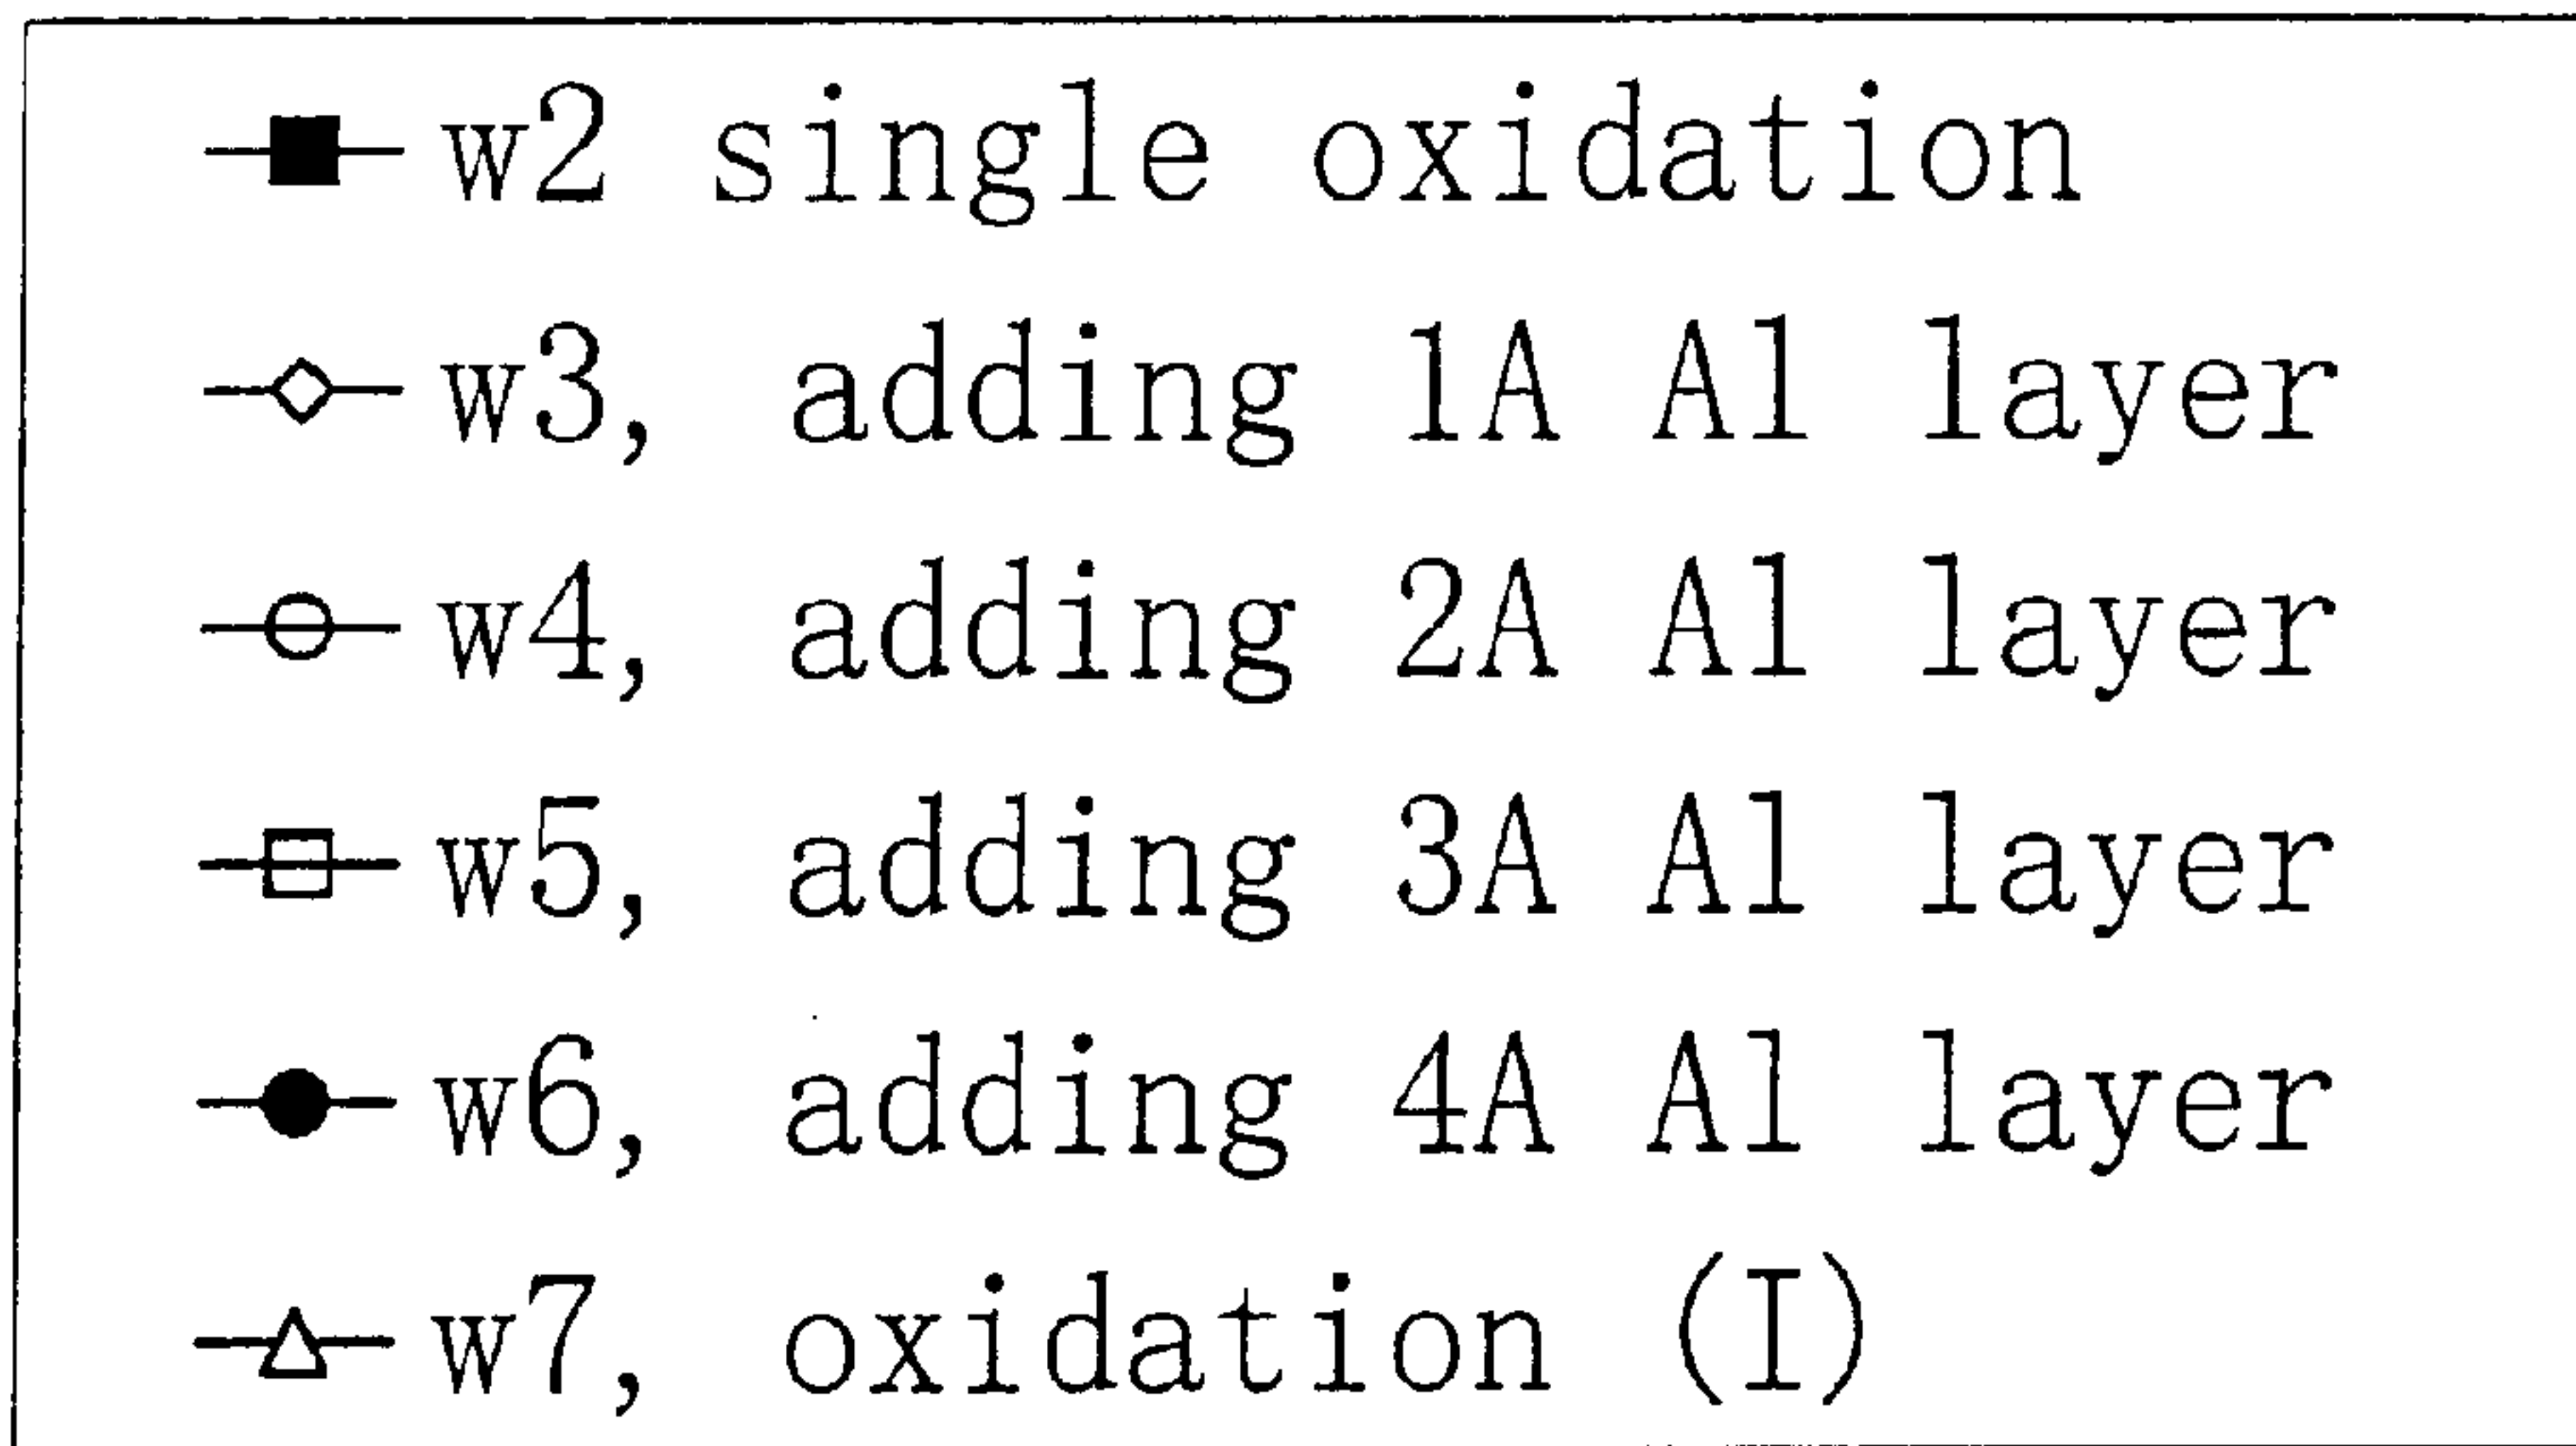 w2 single oxidation
w3, adding 1A Al layer
w4, adding 2A Al layer
w5, adding 3A Al layer
w6, adding 4A Al layer
w7, oxidation (I)